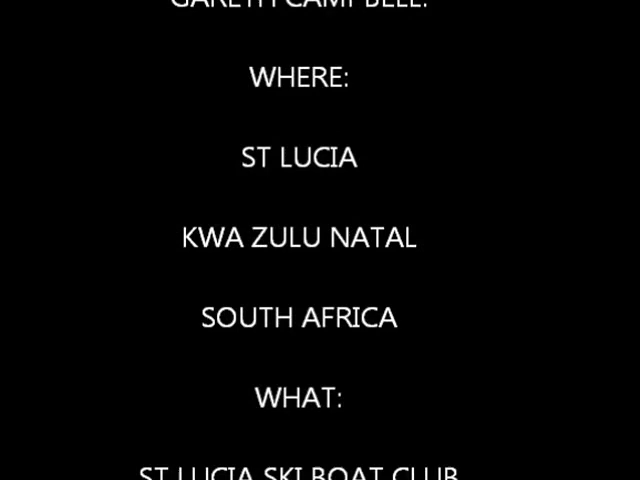 GARETH CAMPBELL.
WHERE:
ST LUCIA
KWA ZULU NATAL
SOUTH AFRICA
WHAT:
ST LUCIA SKI BOAT CLUB